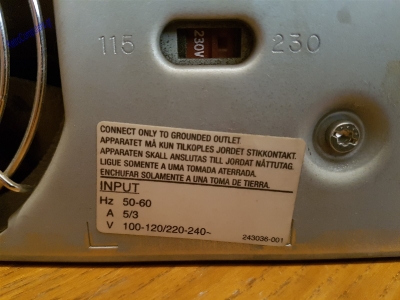 115 230V 230
CONNECT ONLY TO GROUNDED OUTLET
APPARATET MÅ KUN TILKOPLES JORDET STIKKONTAKT.
APPARATEN SKALL ANSLUTAS TILL JORDAT NÄTTUTAG.
LIGUE SOMENTE A UMA TOMADA ATERRADA.
ENCHUFAR SOLAMENTE A UNA TOMA DE TIERRA.
INPUT
Hz 50-60
A 5/3
V 100-120/220-240~
243036-001